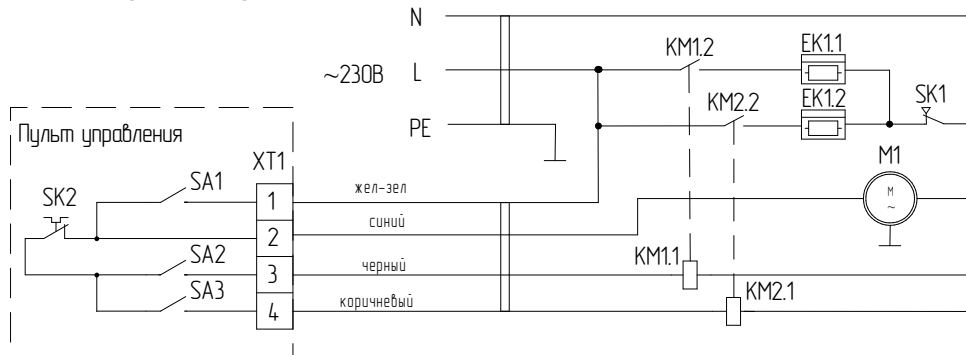 N
KM1.2
EK1.1
~230В L
KM2.2
EK1.2
SK1
PE
Пульт управления
XT1
M1
SK2
SA1
1
жел-зел
M
~
2
синий
SA2
3
черный
KM1.1
SA3
4
коричневый
KM2.1